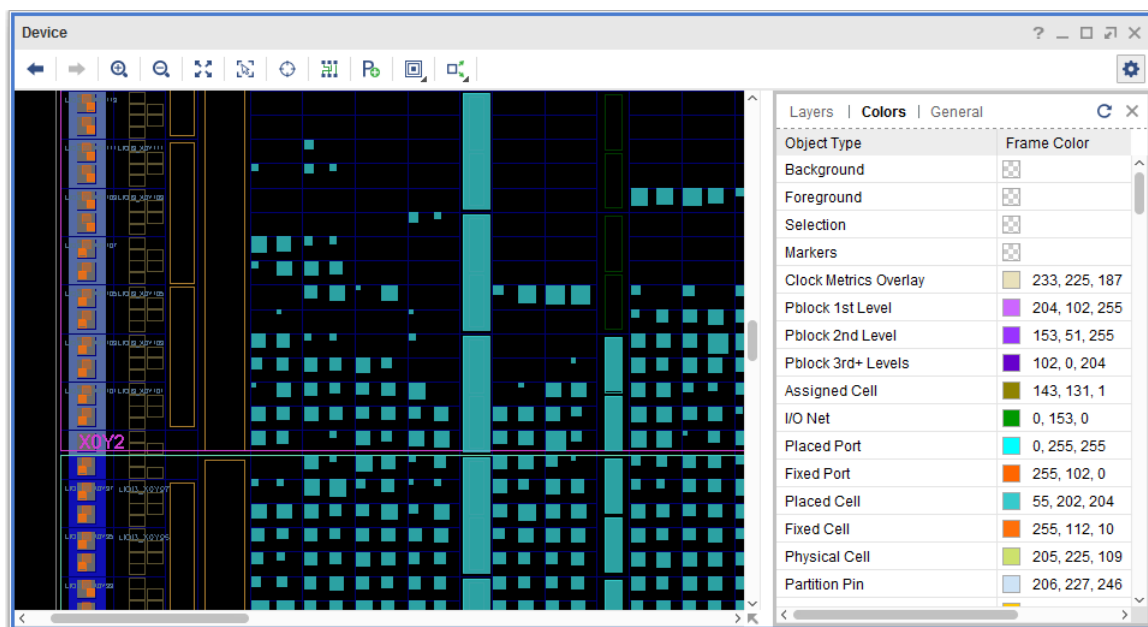 Device
Layers | Colors | General
Object Type Frame Color
Background
Foreground
Selection
Markers
Clock Metrics Overlay 233, 225, 187
Pblock 1st Level 204, 102, 255
Pblock 2nd Level 153, 51, 255
Pblock 3rd+ Levels 102, 0, 204
Assigned Cell 143, 131, 1
I/O Net 0, 153, 0
Placed Port 0, 255, 255
Fixed Port 255, 102, 0
Placed Cell 55, 202, 204
Fixed Cell 255, 112, 10
Physical Cell 205, 225, 109
Partition Pin 206, 227, 246
X0Y2